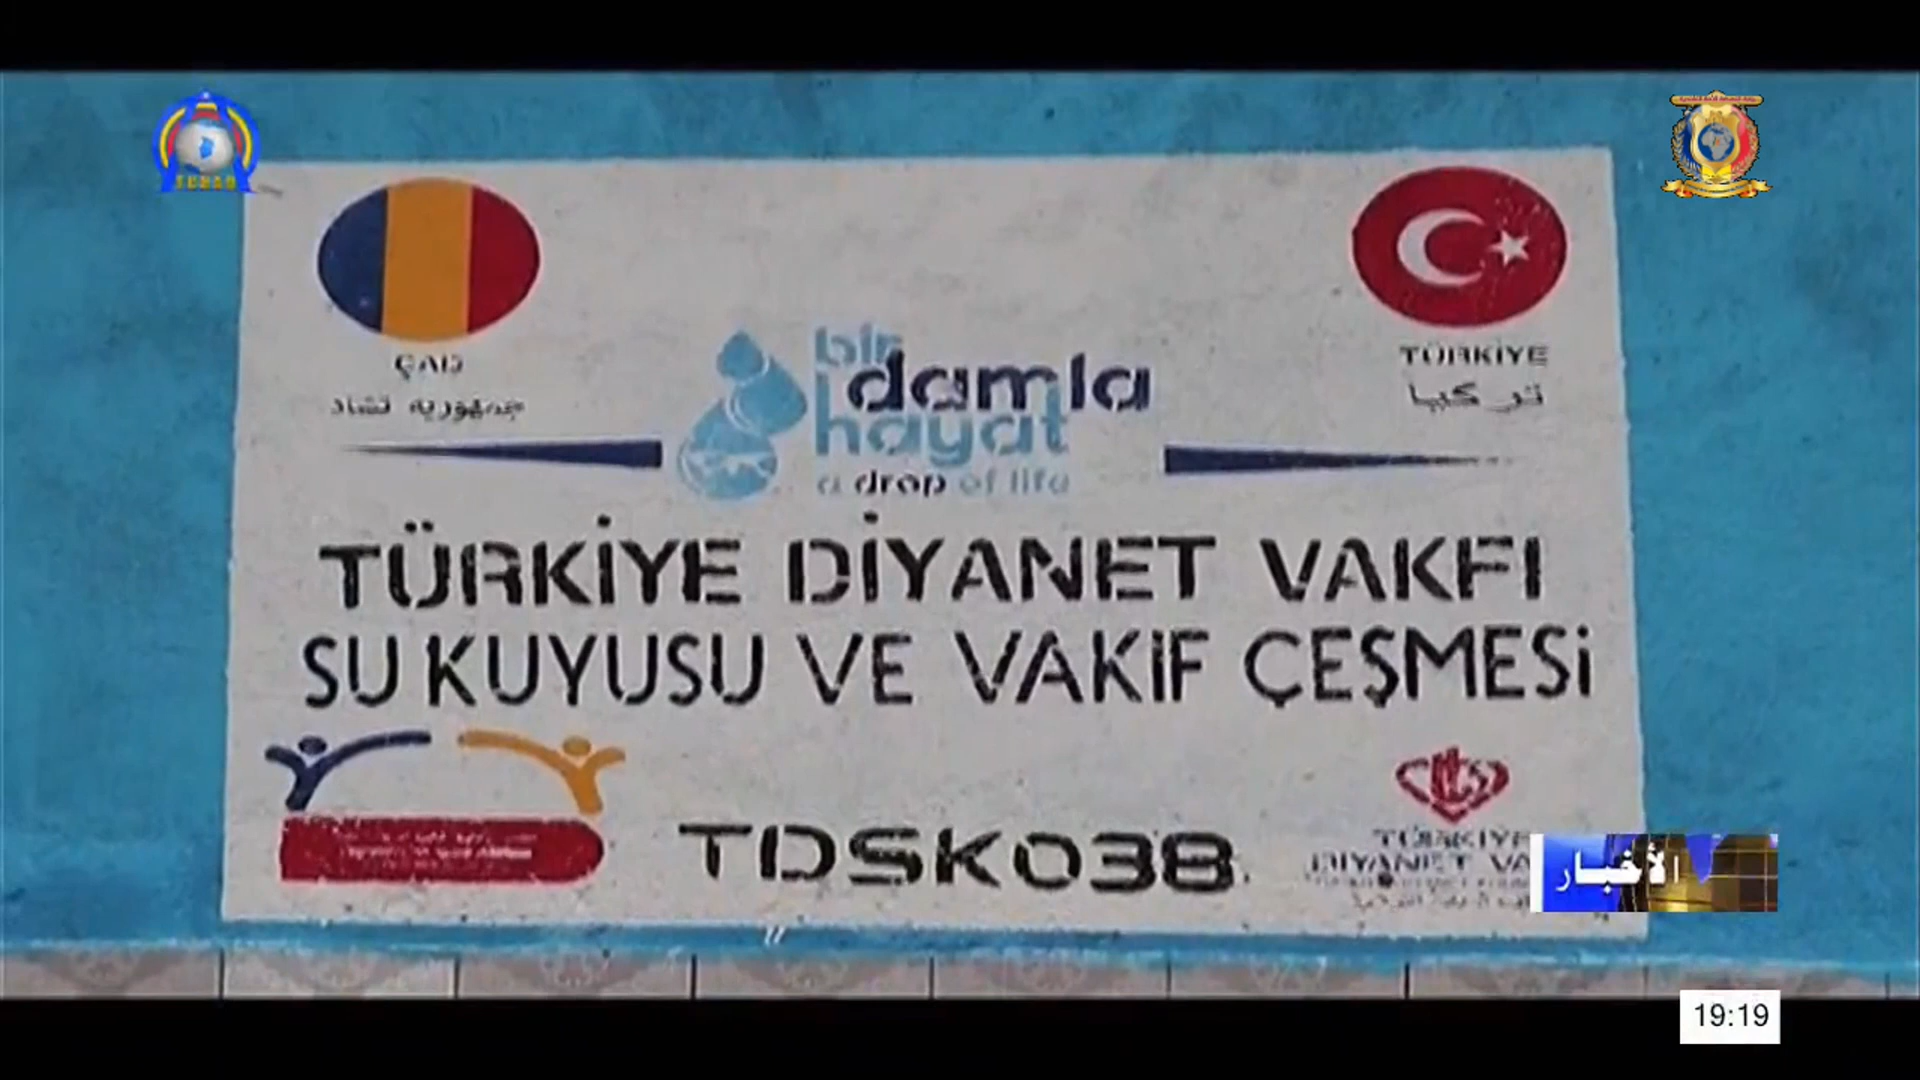 TCHAD
ÇAD
جمهورية تشاد
TÜRKİYE
تركيا
bir
damla
hayat
a drop of life
TÜRKİYE DİYANET VAKFI
SU KUYUSU VE VAKIF ÇEŞMESİ
TDSK038
TÜRKİYE
DİYANET VA
الأخبار
19:19